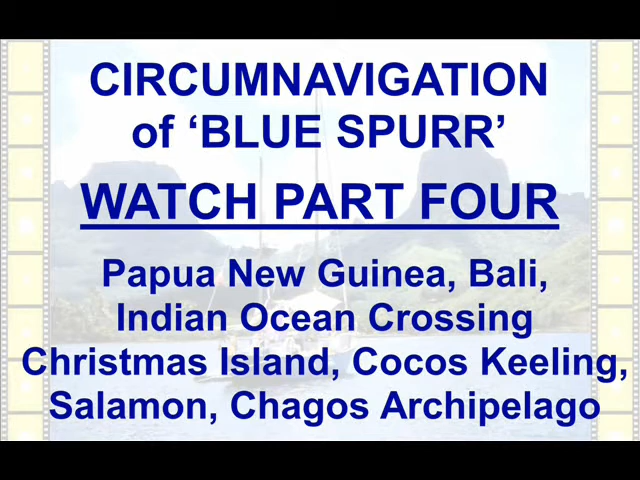 CIRCUMNAVIGATION
of ‘BLUE SPURR’
WATCH PART FOUR
Papua New Guinea, Bali,
Indian Ocean Crossing
Christmas Island, Cocos Keeling,
Salamon, Chagos Archipelago